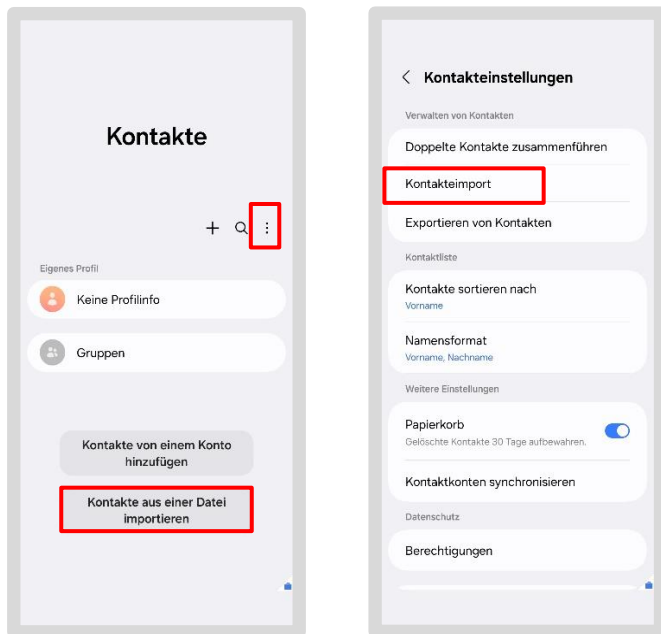 Kontakte
Eigenes Profil
Keine Profilinfo
Gruppen
Kontakte von einem Konto
hinzufügen
Kontakte aus einer Datei
importieren
Kontakteinstellungen
Verwalten von Kontakten
Doppelte Kontakte zusammenführen
Kontakteimport
Exportieren von Kontakten
Kontaktliste
Kontakte sortieren nach
Vorname
Namensformat
Vorname, Nachname
Weitere Einstellungen
Papierkorb
Gelöschte Kontakte 30 Tage aufbewahren.
Kontaktkonten synchronisieren
Datenschutz
Berechtigungen